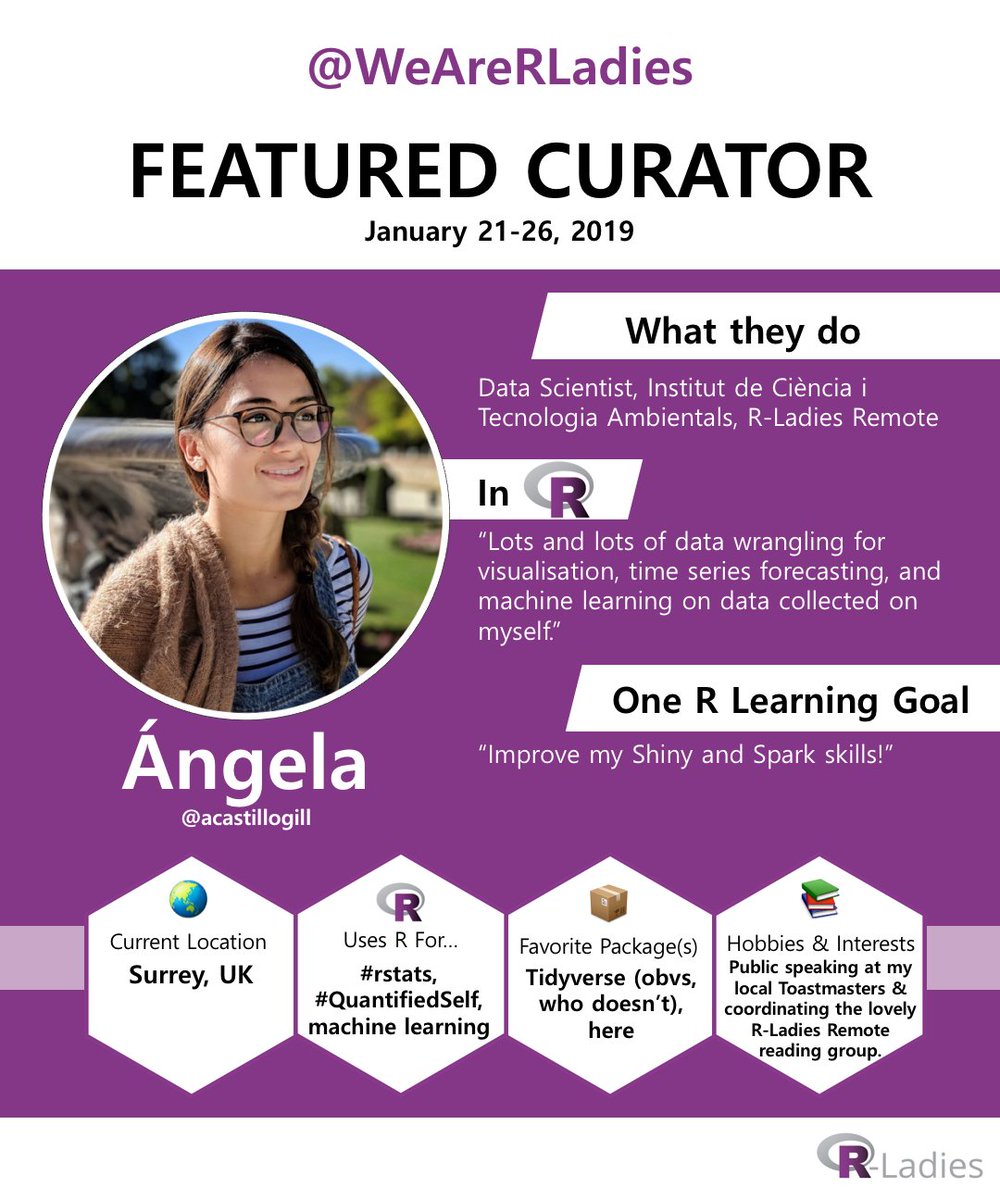 @WeAreRLadies
FEATURED CURATOR
January 21-26, 2019
What they do
Data Scientist, Institut de Ciència i
Tecnologia Ambientals, R-Ladies Remote
In R
“Lots and lots of data wrangling for
visualisation, time series forecasting, and
machine learning on data collected on
myself.”
One R Learning Goal
“Improve my Shiny and Spark skills!”
Ángela
@acastillogill
Current Location
Surrey, UK
R
Uses R For...
#rstats,
#QuantifiedSelf,
machine learning
Favorite Package(s)
Tidyverse (obvs,
who doesn’t),
here
Hobbies & Interests
Public speaking at my
local Toastmasters &
coordinating the lovely
R-Ladies Remote
reading group.
R-Ladies